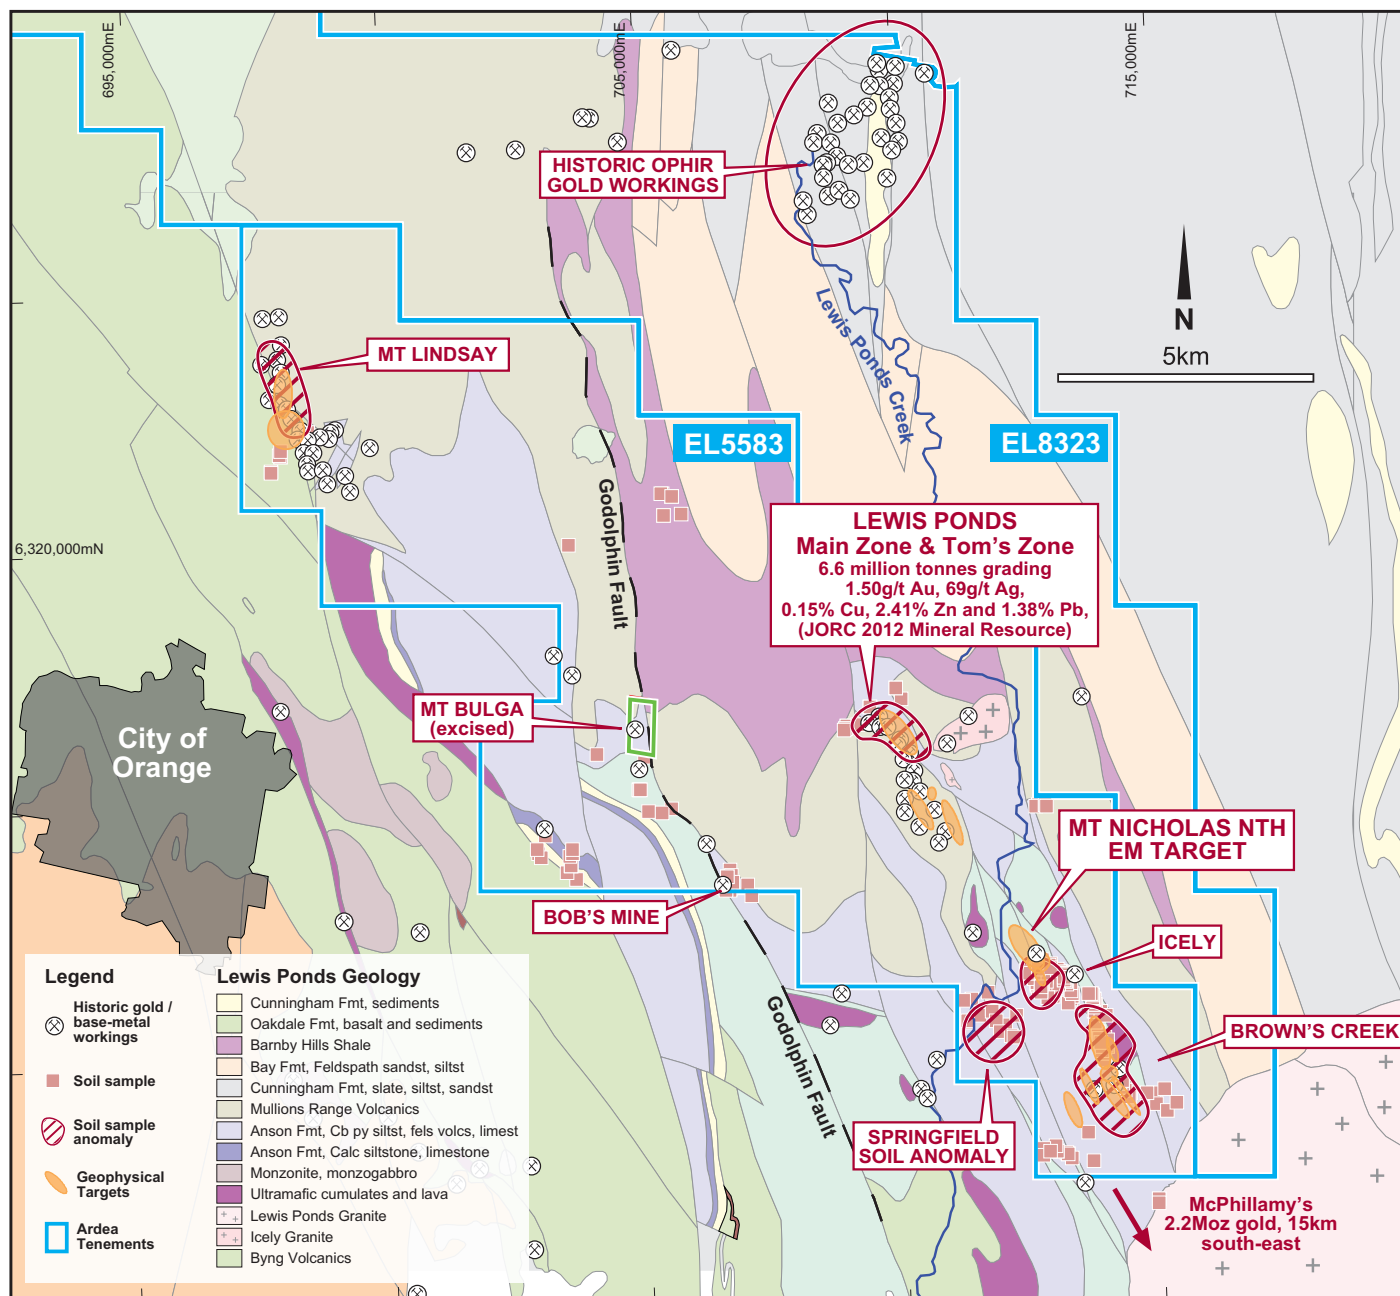 695,000mE
705,000mE
715,000mE
HISTORIC OPHIR
GOLD WORKINGS
Lewis Ponds Creek
N
5km
MT LINDSAY
EL5583
EL8323
Godolphin Fault
6,320,000mN
LEWIS PONDS
Main Zone & Tom's Zone
6.6 million tonnes grading
1.50g/t Au, 69g/t Ag,
0.15% Cu, 2.41% Zn and 1.38% Pb,
(JORC 2012 Mineral Resource)
City of
Orange
MT BULGA
(excised)
MT NICHOLAS NTH
EM TARGET
BOB'S MINE
ICELY
BROWN'S CREEK
Godolphin Fault
SPRINGFIELD
SOIL ANOMALY
McPhillamy's
2.2Moz gold, 15km
south-east
Legend
Historic gold /
base-metal
workings
Soil sample
Soil sample
anomaly
Geophysical
Targets
Ardea
Tenements
Lewis Ponds Geology
Cunningham Fmt, sediments
Oakdale Fmt, basalt and sediments
Barnby Hills Shale
Bay Fmt, Feldspath sandst, siltst
Cunningham Fmt, slate, siltst, sandst
Mullions Range Volcanics
Anson Fmt, Cb py siltst, fels volcs, limest
Anson Fmt, Calc siltstone, limestone
Monzonite, monzogabbro
Ultramafic cumulates and lava
Lewis Ponds Granite
Icely Granite
Byng Volcanics